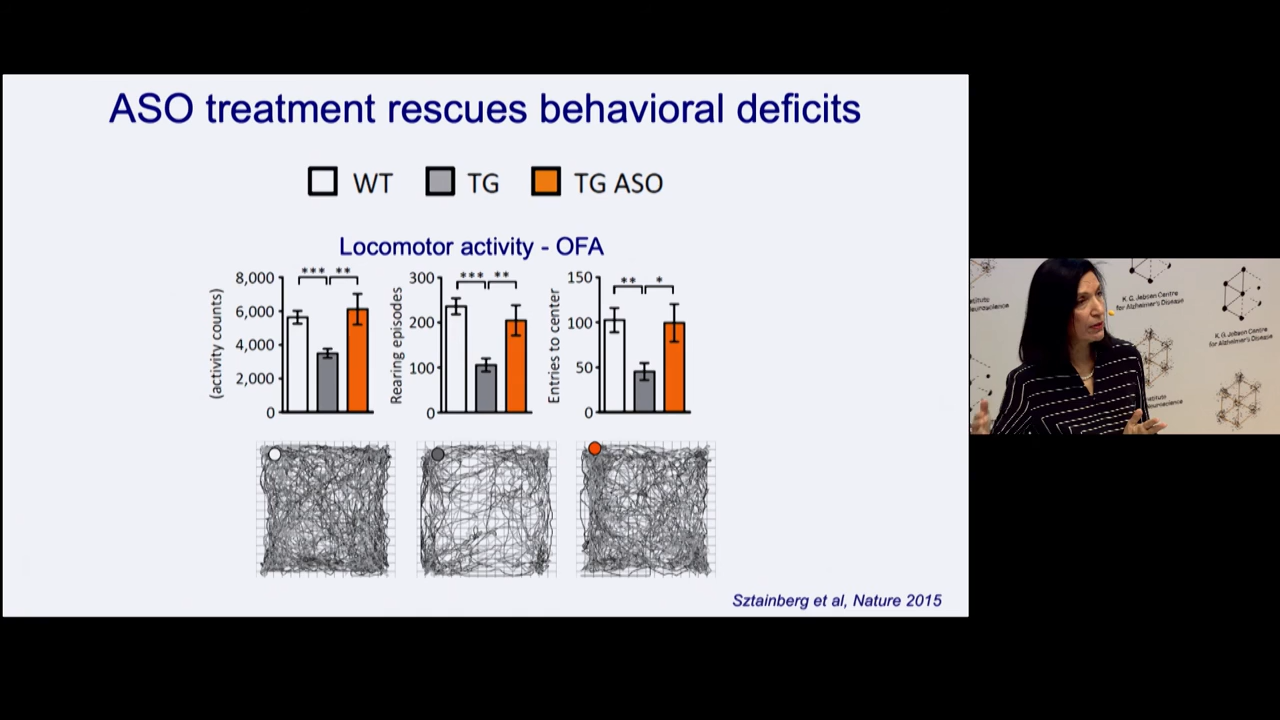 ASO treatment rescues behavioral deficits
WT TG TG ASO
Locomotor activity - OFA
(activity counts)
8,000
6,000
4,000
2,000
0
*** **
Rearing episodes
300
200
100
0
*** **
Entries to center
150
100
50
0
** *
Sztainberg et al, Nature 2015
K. G. Jebsen Centre
for Alzheimer's Disease
K. G. Jebsen Centre
for Alzheimer's Disease